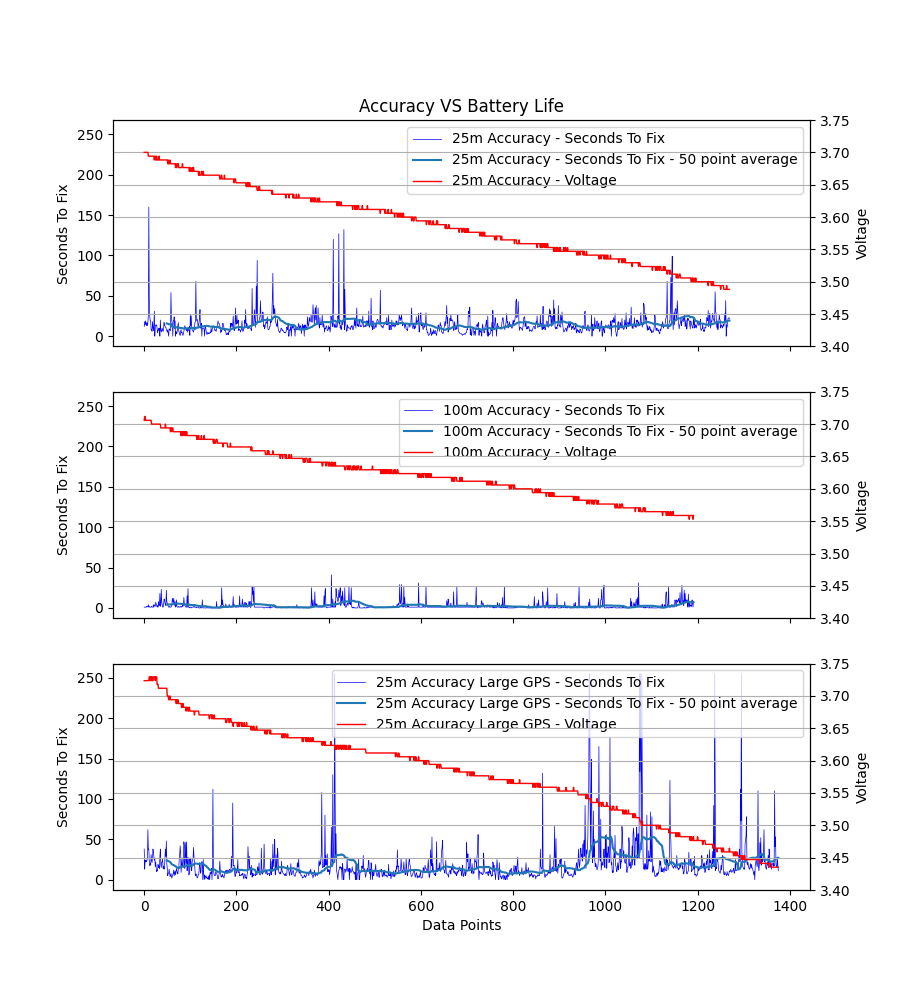 Accuracy VS Battery Life
250
200
150
100
50
0
Seconds To Fix
25m Accuracy - Seconds To Fix
25m Accuracy - Seconds To Fix - 50 point average
25m Accuracy - Voltage
3.75
3.70
3.65
3.60
3.55
3.50
3.45
3.40
Voltage
250
200
150
100
50
0
Seconds To Fix
100m Accuracy - Seconds To Fix
100m Accuracy - Seconds To Fix - 50 point average
100m Accuracy - Voltage
3.75
3.70
3.65
3.60
3.55
3.50
3.45
3.40
Voltage
250
200
150
100
50
0
Seconds To Fix
25m Accuracy Large GPS - Seconds To Fix
25m Accuracy Large GPS - Seconds To Fix - 50 point average
25m Accuracy Large GPS - Voltage
3.75
3.70
3.65
3.60
3.55
3.50
3.45
3.40
Voltage
0 200 400 600 800 1000 1200 1400
Data Points